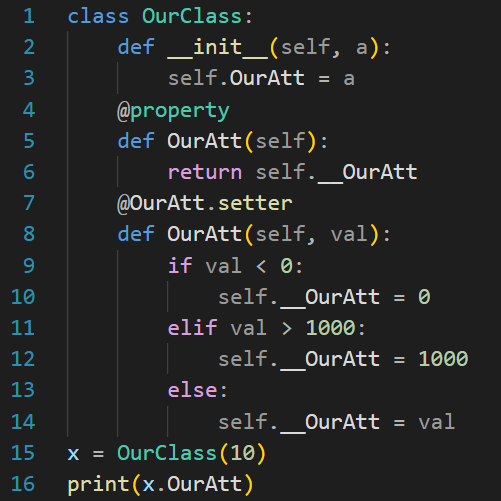 1 class OurClass:
2     def __init__(self, a):
3         self.OurAtt = a
4     @property
5     def OurAtt(self):
6         return self.__OurAtt
7     @OurAtt.setter
8     def OurAtt(self, val):
9         if val < 0:
10             self.__OurAtt = 0
11         elif val > 1000:
12             self.__OurAtt = 1000
13         else:
14             self.__OurAtt = val
15 x = OurClass(10)
16 print(x.OurAtt)